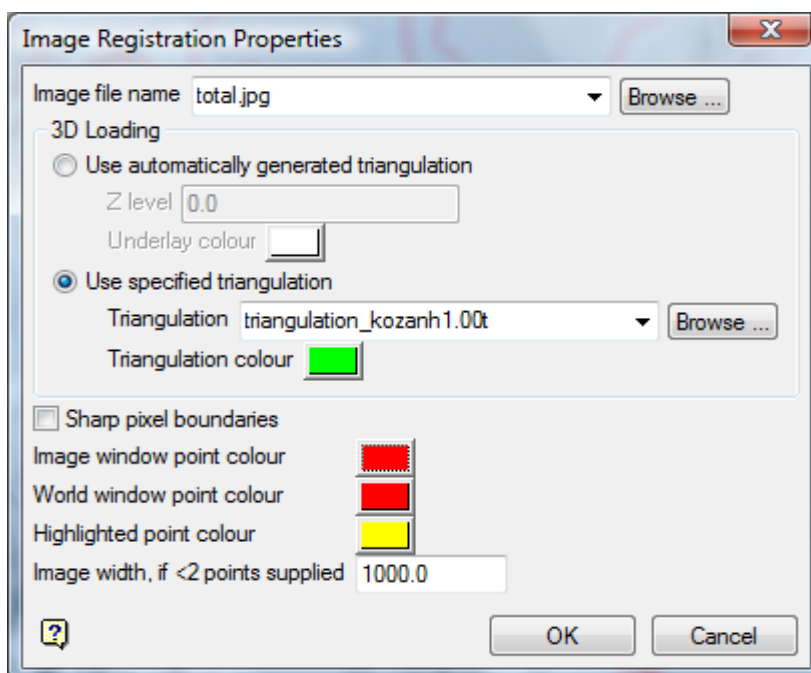 Image Registration Properties
Image file name total.jpg Browse ...
3D Loading
Use automatically generated triangulation
Z level 0.0
Underlay colour
Use specified triangulation
Triangulation triangulation_kozanh1.00t Browse ...
Triangulation colour
Sharp pixel boundaries
Image window point colour
World window point colour
Highlighted point colour
Image width, if <2 points supplied 1000.0
? OK Cancel